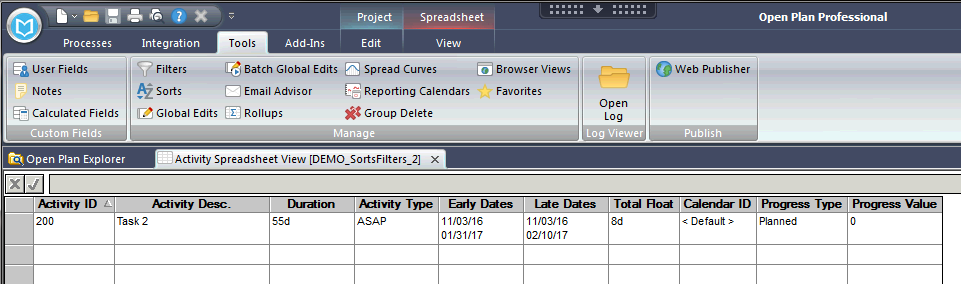 Project Spreadsheet Open Plan Professional
Processes Integration Tools Add-Ins Edit View
User Fields Filters Batch Global Edits Spread Curves Browser Views Web Publisher
Notes Sorts Email Advisor Reporting Calendars Favorites Open
Calculated Fields Global Edits Rollups Group Delete Log
Custom Fields Manage Log Viewer Publish
Open Plan Explorer Activity Spreadsheet View [DEMO_SortsFilters_2]
Activity ID Activity Desc. Duration Activity Type Early Dates Late Dates Total Float Calendar ID Progress Type Progress Value
200 Task 2 55d ASAP 11/03/16 11/03/16 8d < Default > Planned 0
01/31/17 02/10/17